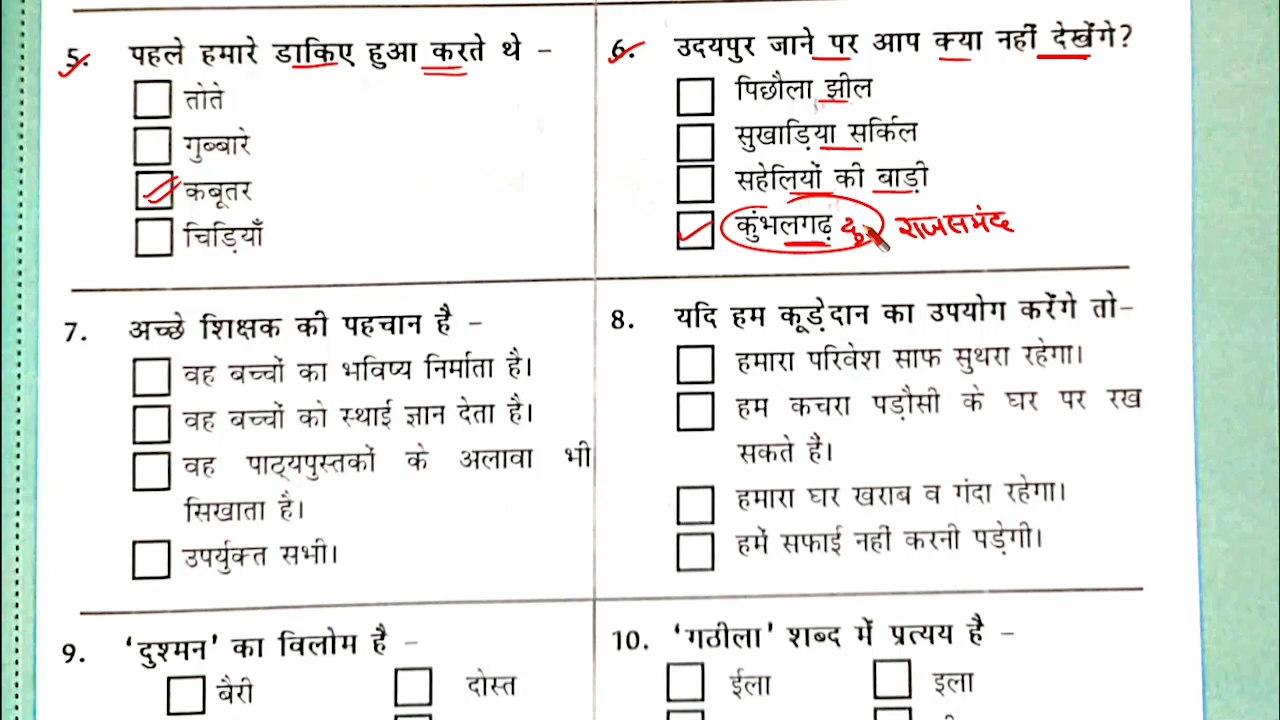 5. पहले हमारे डाकिए हुआ करते थे -
तोते
गुब्बारे
कबूतर
चिड़ियाँ
6. उदयपुर जाने पर आप क्या नहीं देखेंगे?
पिछौला झील
सुखाड़िया सर्किल
सहेलियों की बाड़ी
कुंभलगढ़ राजसमंद
7. अच्छे शिक्षक की पहचान है -
वह बच्चों का भविष्य निर्माता है।
वह बच्चों को स्थाई ज्ञान देता है।
वह पाठ्यपुस्तकों के अलावा भी
सिखाता है।
उपर्युक्त सभी।
8. यदि हम कूड़ेदान का उपयोग करेंगे तो-
हमारा परिवेश साफ सुथरा रहेगा।
हम कचरा पड़ौसी के घर पर रख
सकते हैं।
हमारा घर खराब व गंदा रहेगा।
हमें सफाई नहीं करनी पड़ेगी।
9. 'दुश्मन' का विलोम है -
बैरी दोस्त
10. 'गठीला' शब्द में प्रत्यय है -
ईला इला